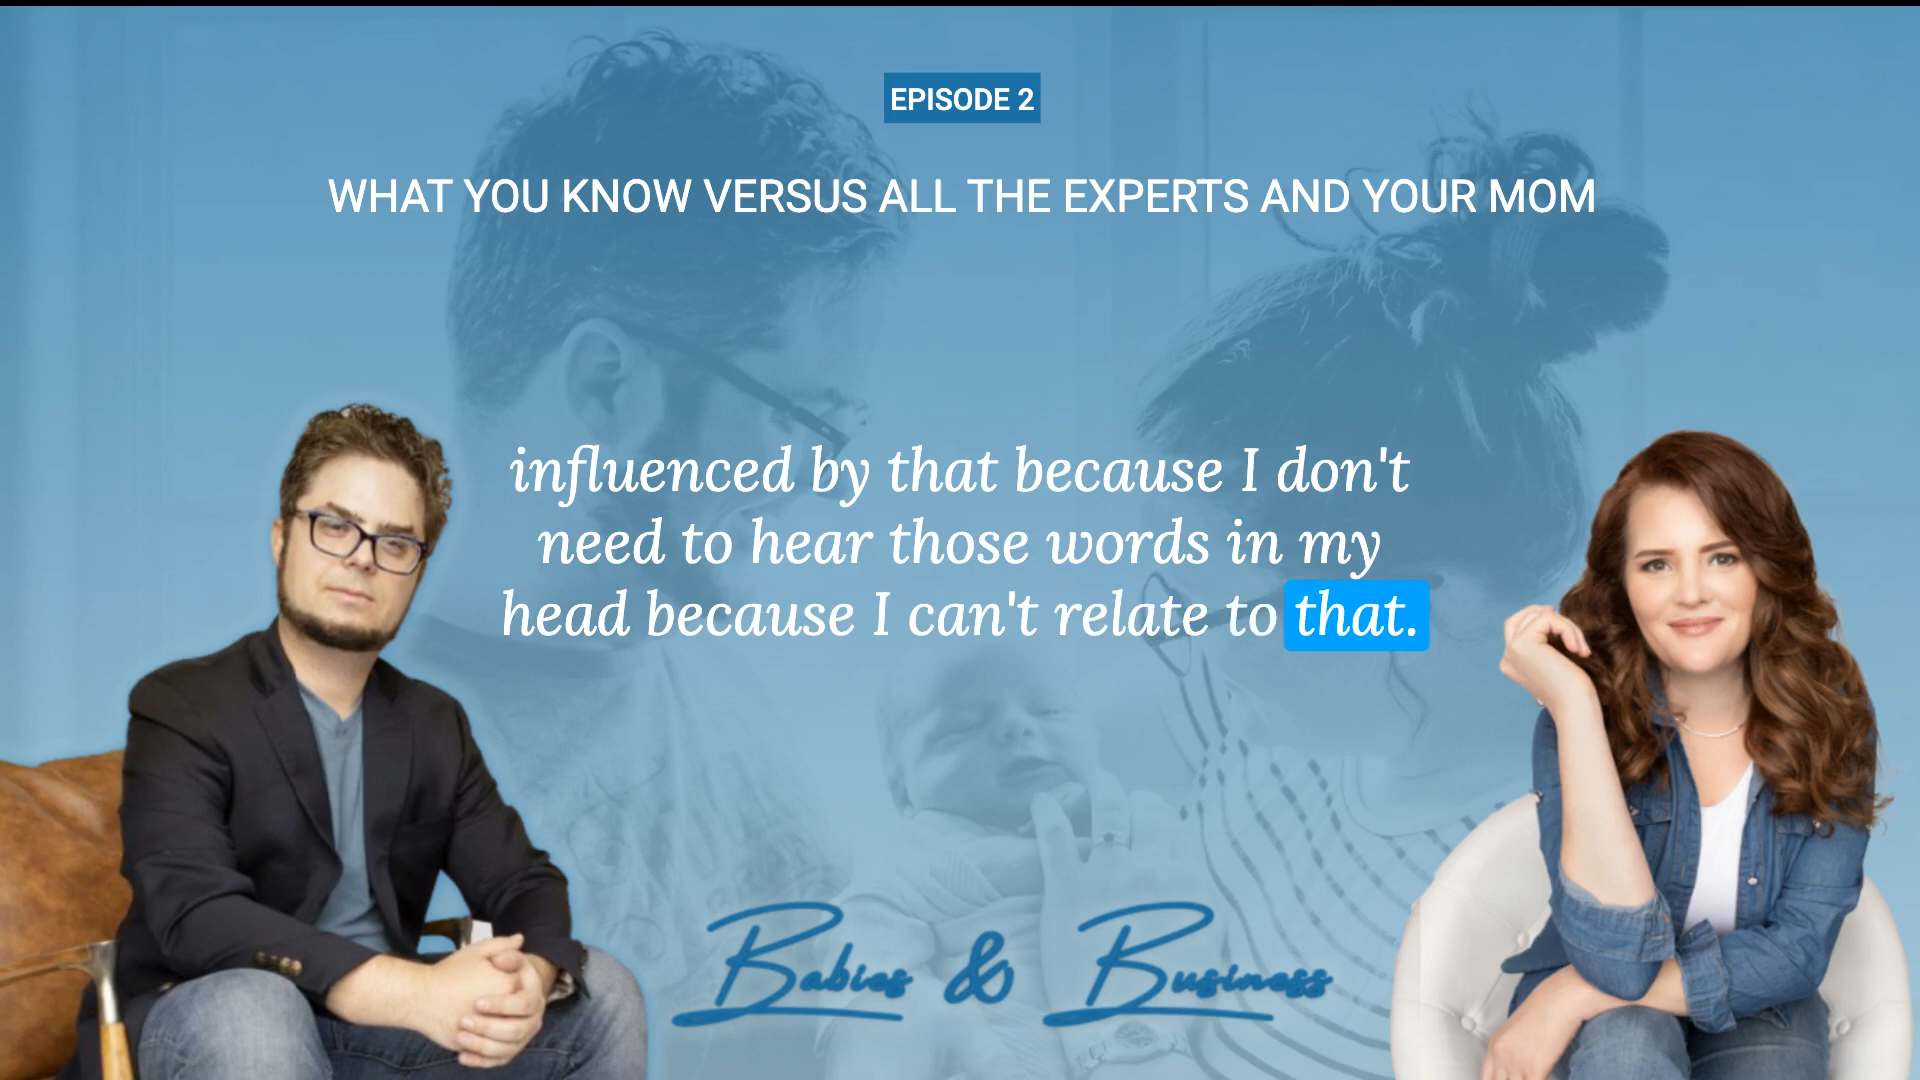 EPISODE 2
WHAT YOU KNOW VERSUS ALL THE EXPERTS AND YOUR MOM
influenced by that because I don't
need to hear those words in my
head because I can't relate to that.
Babies & Business